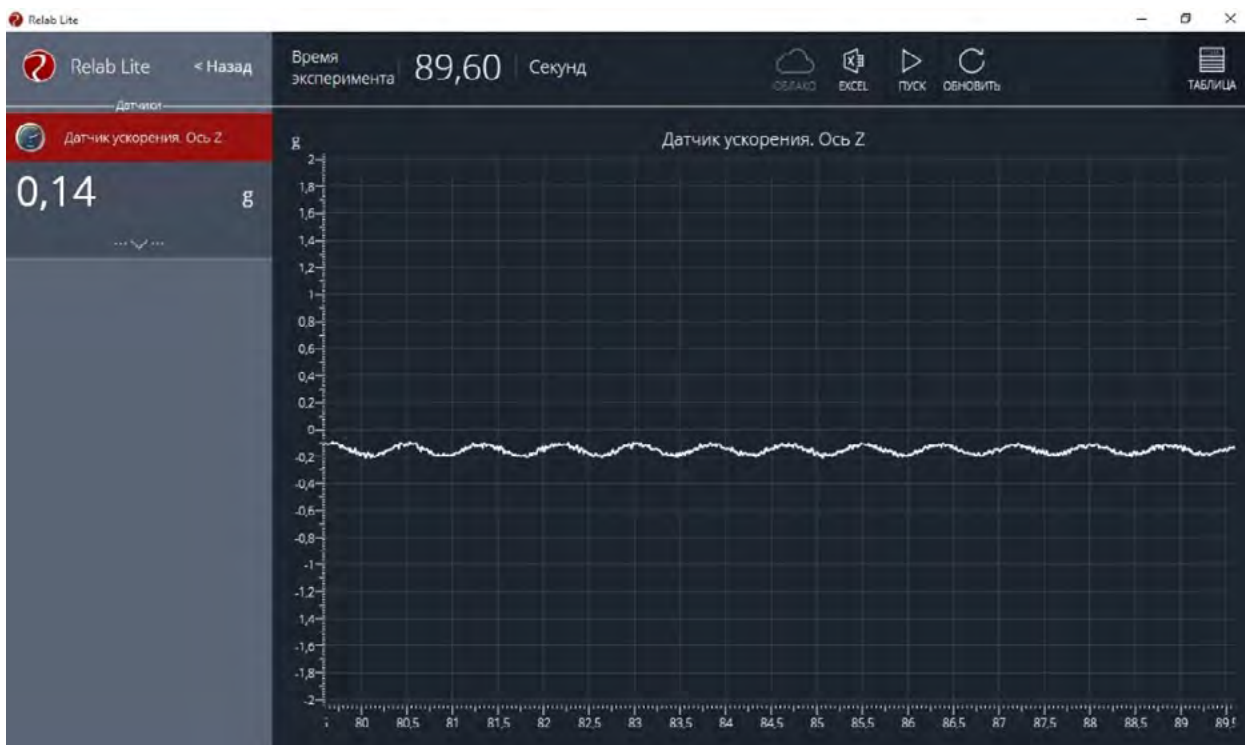 Relab Lite
Relab Lite < Назад
Время
эксперимента
89,60
Секунд
ОБЛАКО
EXCEL
ПУСК
ОБНОВИТЬ
ТАБЛИЦА
Датчики
Датчик ускорения. Ось Z
0,14 g
g
Датчик ускорения. Ось Z
2
1,8
1,6
1,4
1,2
1
0,8
0,6
0,4
0,2
0
-0,2
-0,4
-0,6
-0,8
-1
-1,2
-1,4
-1,6
-1,8
-2
80 80,5 81 81,5 82 82,5 83 83,5 84 84,5 85 85,5 86 86,5 87 87,5 88 88,5 89